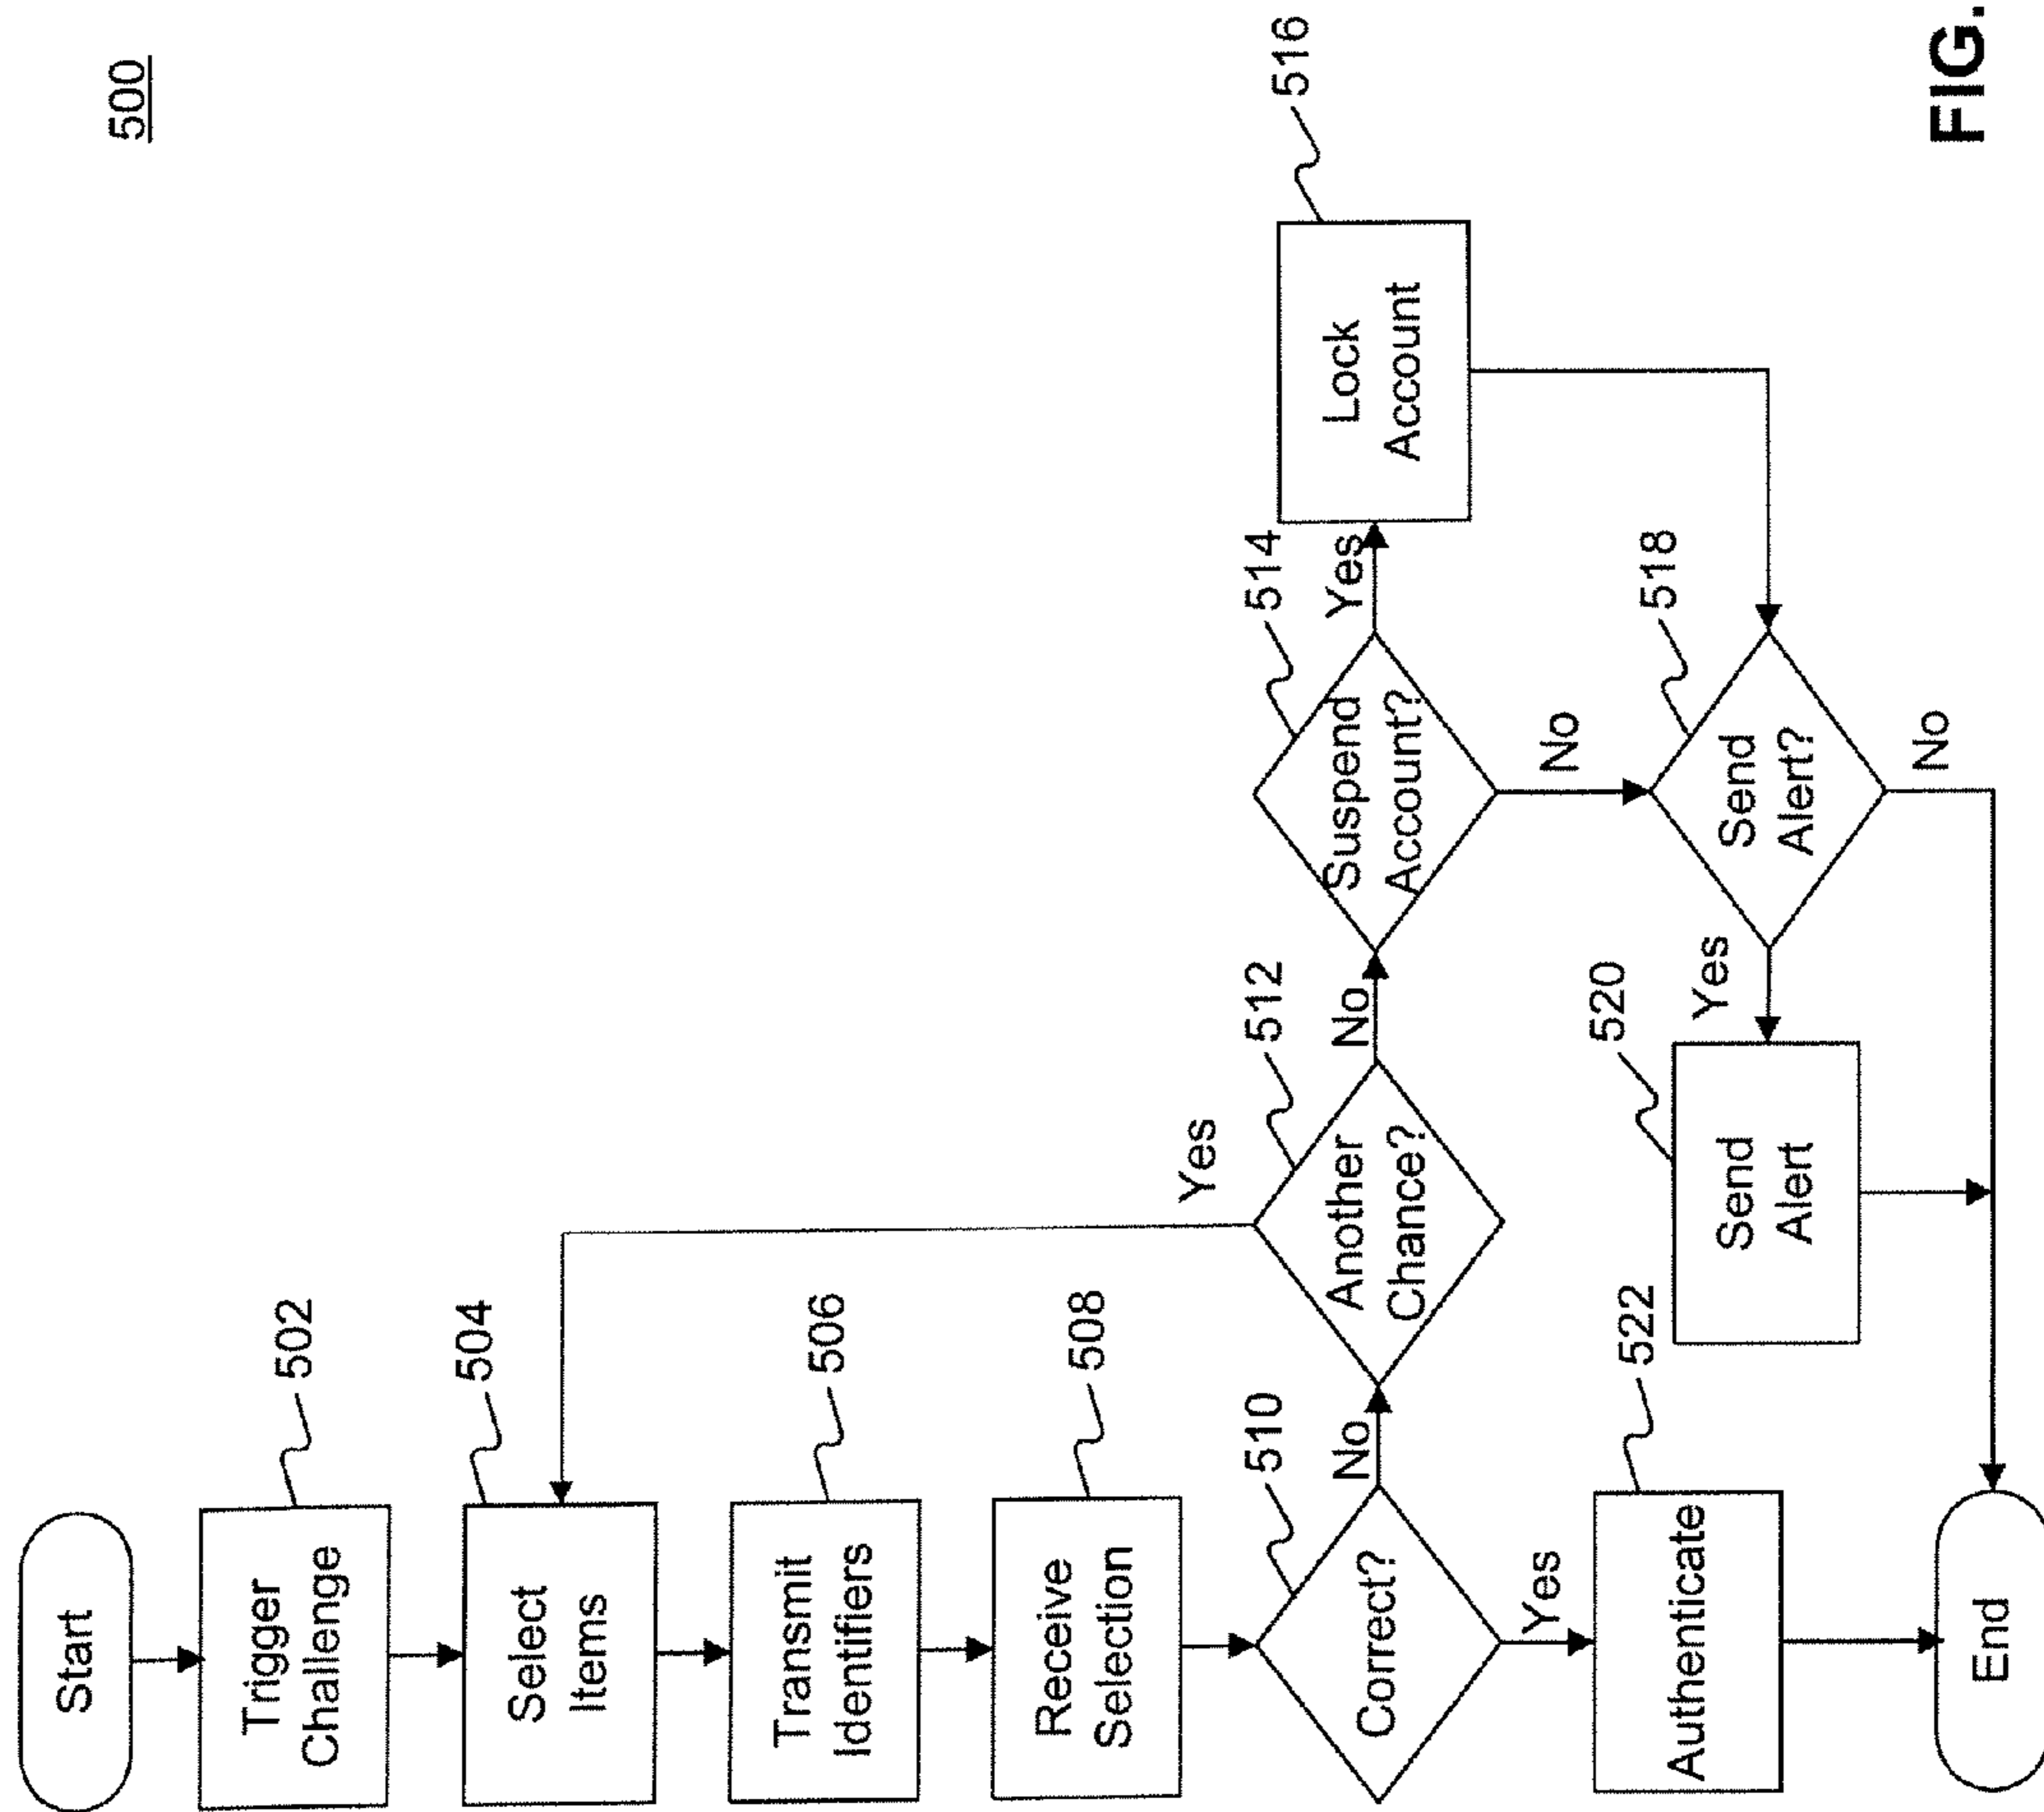 500
Start
Trigger
Challenge
502
Select
Items
504
Transmit
Identifiers
506
Receive
Selection
508
Correct?
510
No
Yes
Another
Chance?
512
Yes
No
Suspend
Account?
514
Yes
No
Lock
Account
516
Send
Alert?
518
Yes
No
Send
Alert
520
Authenticate
522
End
FIG.